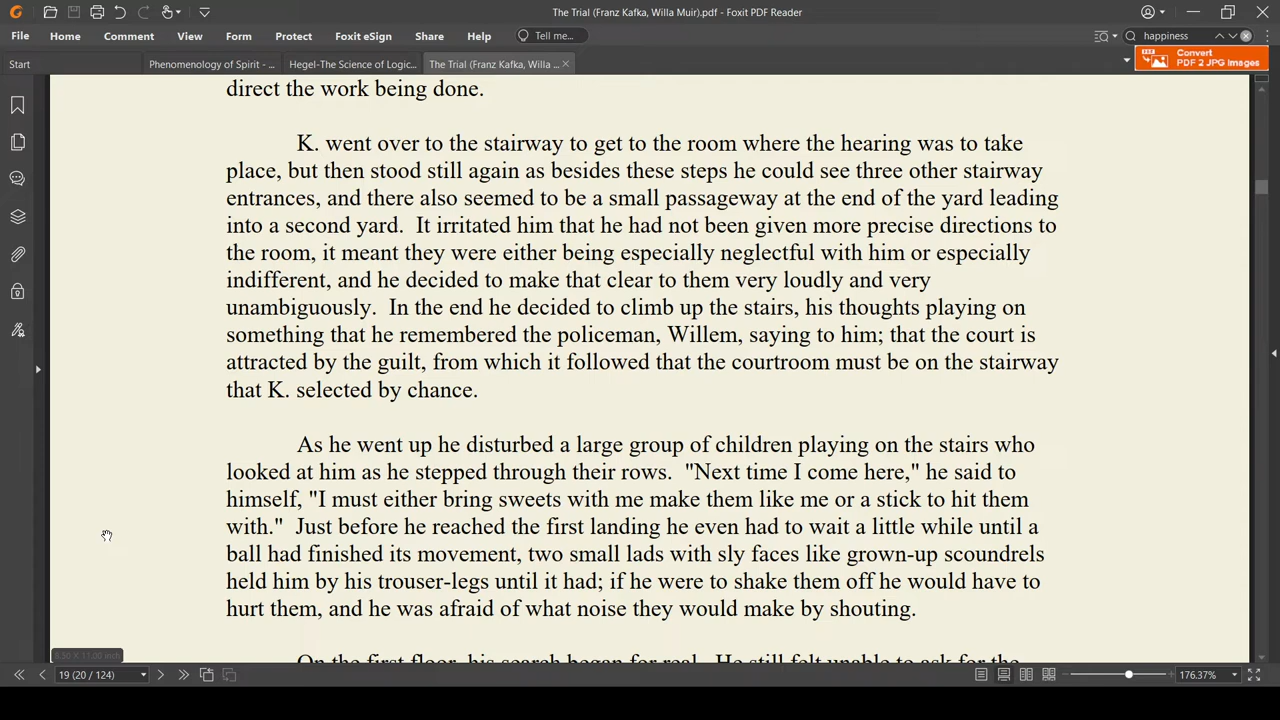 The Trial (Franz Kafka, Willa Muir).pdf - Foxit PDF Reader
File Home Comment View Form Protect Foxit eSign Share Help Tell me... happiness
Start Phenomenology of Spirit - ... Hegel-The Science of Logic... The Trial (Franz Kafka, Willa ...
Convert
PDF 2 JPG Images
direct the work being done.
K. went over to the stairway to get to the room where the hearing was to take
place, but then stood still again as besides these steps he could see three other stairway
entrances, and there also seemed to be a small passageway at the end of the yard leading
into a second yard.  It irritated him that he had not been given more precise directions to
the room, it meant they were either being especially neglectful with him or especially
indifferent, and he decided to make that clear to them very loudly and very
unambiguously.  In the end he decided to climb up the stairs, his thoughts playing on
something that he remembered the policeman, Willem, saying to him; that the court is
attracted by the guilt, from which it followed that the courtroom must be on the stairway
that K. selected by chance.
As he went up he disturbed a large group of children playing on the stairs who
looked at him as he stepped through their rows.  "Next time I come here," he said to
himself, "I must either bring sweets with me make them like me or a stick to hit them
with."  Just before he reached the first landing he even had to wait a little while until a
ball had finished its movement, two small lads with sly faces like grown-up scoundrels
held him by his trouser-legs until it had; if he were to shake them off he would have to
hurt them, and he was afraid of what noise they would make by shouting.
On the first floor, his search began for real.  He still felt unable to ask for the
8.50 X 11.00 inch
19 (20 / 124) 176.37%